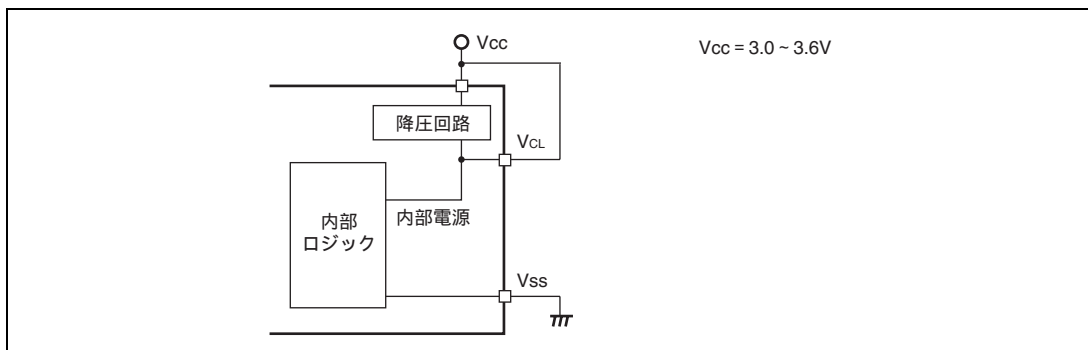 Vcc
Vcc = 3.0 ~ 3.6V
降圧回路
VCL
内部
ロジック
内部電源
Vss